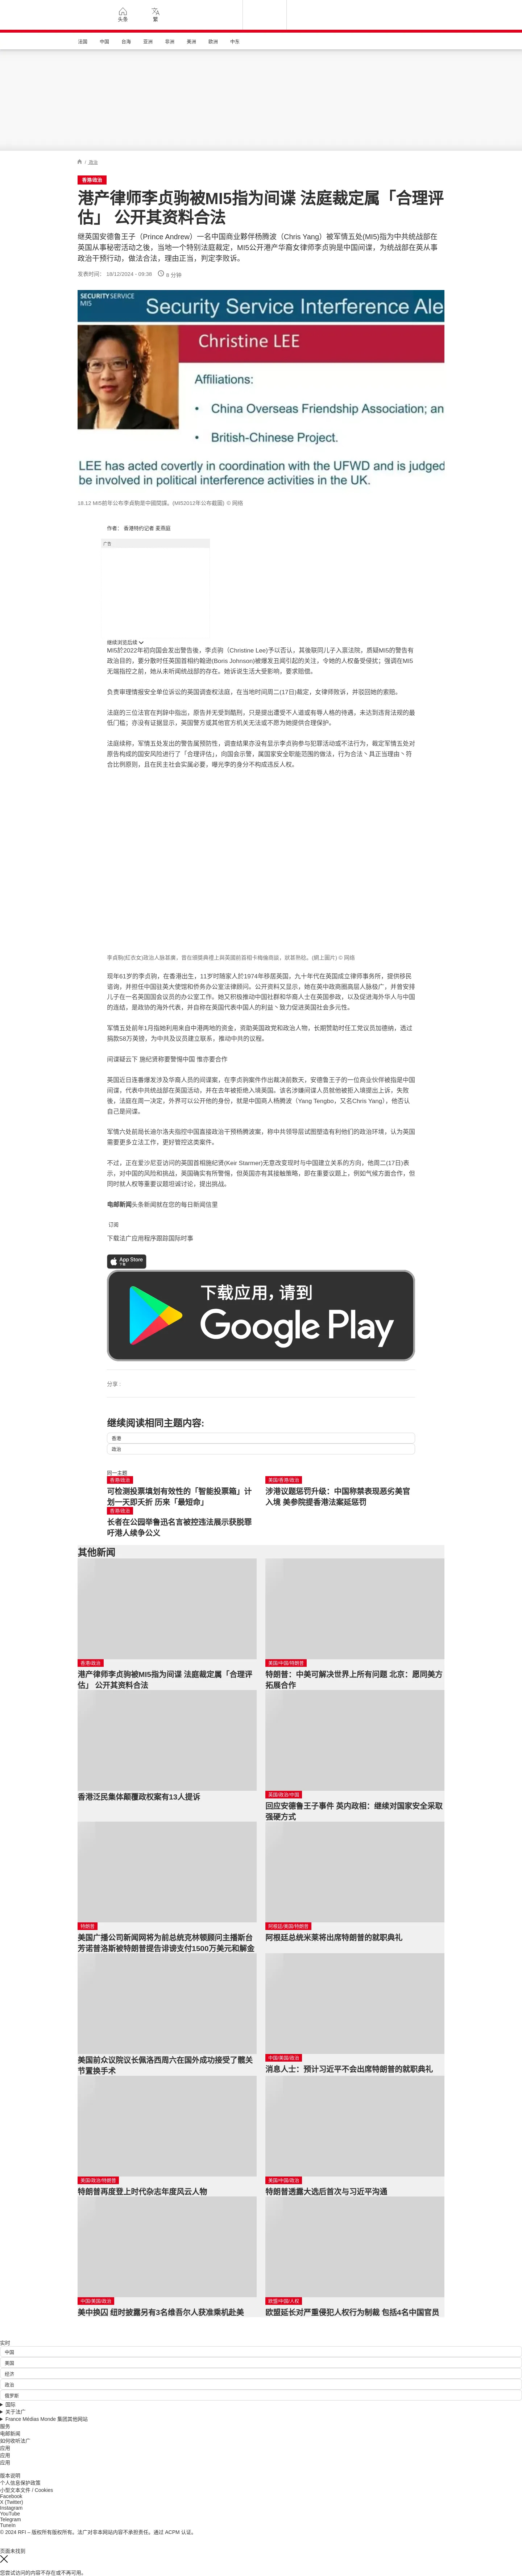 头条
繁
法国
中国
台海
亚洲
非洲
美洲
欧洲
中东
/ 政治
香港/政治
港产律师李贞驹被MI5指为间谍 法庭裁定属「合理评
估」 公开其资料合法
继英国安德鲁王子（Prince Andrew）一名中国商业夥伴杨腾波（Chris Yang）被军情五处(MI5)指为中共统战部在
英国从事秘密活动之後，当地一个特别法庭裁定，MI5公开港产华裔女律师李贞驹是中国间谍，为统战部在英从事
政治干预行动，做法合法，理由正当，判定李败诉。
发表时间： 18/12/2024 - 09:38
8 分钟
SECURITY SERVICE
MI5
Security Service Interference Ale
Christine LEE
Affiliations:
• China Overseas Friendship Association; an
• British-Chinese Project.
LEE has acted covertly in coordination with the UFWD and is judged
be involved in political interference activities in the UK.
18.12 MI5前年公布李貞駒是中國間諜。(MI52012年公布截圖) © 网络
作者： 香港特约记者 麦燕庭
广告
继续浏览后续
MI5於2022年初向国会发出警告後，李贞驹（Christine Lee)予以否认，其後联同儿子入禀法院，质疑MI5的警告有
政治目的，要分散时任英国首相约翰逊(Boris Johnson)被爆发丑闻引起的关注，令她的人权备受侵扰；强调在MI5
无端指控之前，她从未听闻统战部的存在。她诉说生活大受影响，要求赔偿。
负责审理情报安全单位诉讼的英国调查权法庭，在当地时间周二(17日)裁定，女律师败诉，并驳回她的索赔。
法庭的三位法官在判辞中指出，原告并无受到酷刑，只是提出遭受不人道或有辱人格的待遇，未达到违背法规的最
低门槛；亦没有证据显示，英国警方或其他官方机关无法或不愿为她提供合理保护。
法庭续称，军情五处发出的警告属预防性，调查结果亦没有显示李贞驹参与犯罪活动或不法行为，裁定军情五处对
原告构成的国安风险进行了「合理评估」，向国会示警，属国家安全职能范围的做法，行为合法丶具正当理由丶符
合比例原则，且在民主社会实属必要，曝光李的身分不构成违反人权。
李貞駒(紅衣女)政治人脉甚廣，曾在頒獎典禮上與英國前首相卡梅倫商談，狀甚熟稔。(網上圖片) © 网络
现年61岁的李贞驹，在香港出生，11岁时随家人於1974年移居英国，九十年代在英国成立律师事务所，提供移民
谘询，并担任中国驻英大使馆和侨务办公室法律顾问。公开资料又显示，她在英中政商圈高层人脉极广，并曾安排
儿子在一名英国国会议员的办公室工作。她又积极推动中国社群和华裔人士在英国参政，以及促进海外华人与中国
的连结，是政协的海外代表，并自称在英国代表中国人的利益丶致力促进英国社会多元性。
军情五处前年1月指她利用来自中港两地的资金，资助英国政党和政治人物，长期赞助时任工党议员加德纳，透过
捐款58万英镑，为中共及议员建立联系，推动中共的议程。
间谍疑云下 施纪贤称要警惕中国 惟亦要合作
英国近日连番爆发涉及华裔人员的间谍案，在李贞驹案件作出裁决前数天，安德鲁王子的一位商业伙伴被指是中国
间谍，代表中共统战部在英国活动，并在去年被拒绝入境英国。该名涉嫌间谍人员就他被拒入境提出上诉，失败
後，法庭在周一决定，外界可以公开他的身份，就是中国商人杨腾波（Yang Tengbo，又名Chris Yang），他否认
自己是间谍。
军情六处前局长迪尔洛夫指控中国直接政治干预杨腾波案，称中共领导层试图塑造有利他们的政治环境，认为英国
需要更多立法工作，更好管控这类案件。
不过，正在爱沙尼亚访问的英国首相施纪贤(Keir Starmer)无意改变现时与中国建立关系的方向，他周二(17日)表
示，对中国的风险和挑战，英国确实有所警惕，但英国亦有其接触策略，即在重要议题上，例如气候方面合作，但
同时就人权等重要议题坦诚讨论，提出挑战。
电邮新闻头条新闻就在您的每日新闻信里
订阅
下载法广应用程序跟踪国际时事
App Store
下载
下载应用，请到
Google Play
分享 :
继续阅读相同主题内容:
香港
政治
同一主题
香港/政治
可检测投票填划有效性的「智能投票箱」计
划一天即夭折 历来「最短命」
美国/香港/政治
涉港议题惩罚升级：中国称禁表现恶劣美官
入境 美参院提香港法案延惩罚
香港/政治
长者在公园举鲁迅名言被控违法展示获脱罪
吁港人续争公义
其他新闻
香港/政治
港产律师李贞驹被MI5指为间谍 法庭裁定属「合理评
估」 公开其资料合法
美国/中国/特朗普
特朗普：中美可解决世界上所有问题 北京：愿同美方
拓展合作
香港泛民集体颠覆政权案有13人提诉
英国/政治/中国
回应安德鲁王子事件 英内政相：继续对国家安全采取
强硬方式
特朗普
美国广播公司新闻网将为前总统克林顿顾问主播斯台
芳诺普洛斯被特朗普提告诽谤支付1500万美元和解金
阿根廷/美国/特朗普
阿根廷总统米莱将出席特朗普的就职典礼
美国前众议院议长佩洛西周六在国外成功接受了髋关
节置换手术
中国/美国/政治
消息人士：预计习近平不会出席特朗普的就职典礼
美国/政治/特朗普
特朗普再度登上时代杂志年度风云人物
美国/中国/政治
特朗普透露大选后首次与习近平沟通
中国/美国/政治
美中换囚 纽时披露另有3名维吾尔人获准乘机赴美
欧盟/中国/人权
欧盟延长对严重侵犯人权行为制裁 包括4名中国官员
实时
中国
美国
经济
政治
俄罗斯
国际
关于法广
France Médias Monde 集团其他网站
服务
电邮新闻
如何收听法广
应用
应用
应用
版本说明
个人信息保护政策
小型文本文件 / Cookies
Facebook
X (Twitter)
Instagram
YouTube
Telegram
TuneIn
© 2024 RFI – 版权所有版权所有。法广对非本网站内容不承担责任。通过 ACPM 认证。
页面未找到
您尝试访问的内容不存在或不再可用。